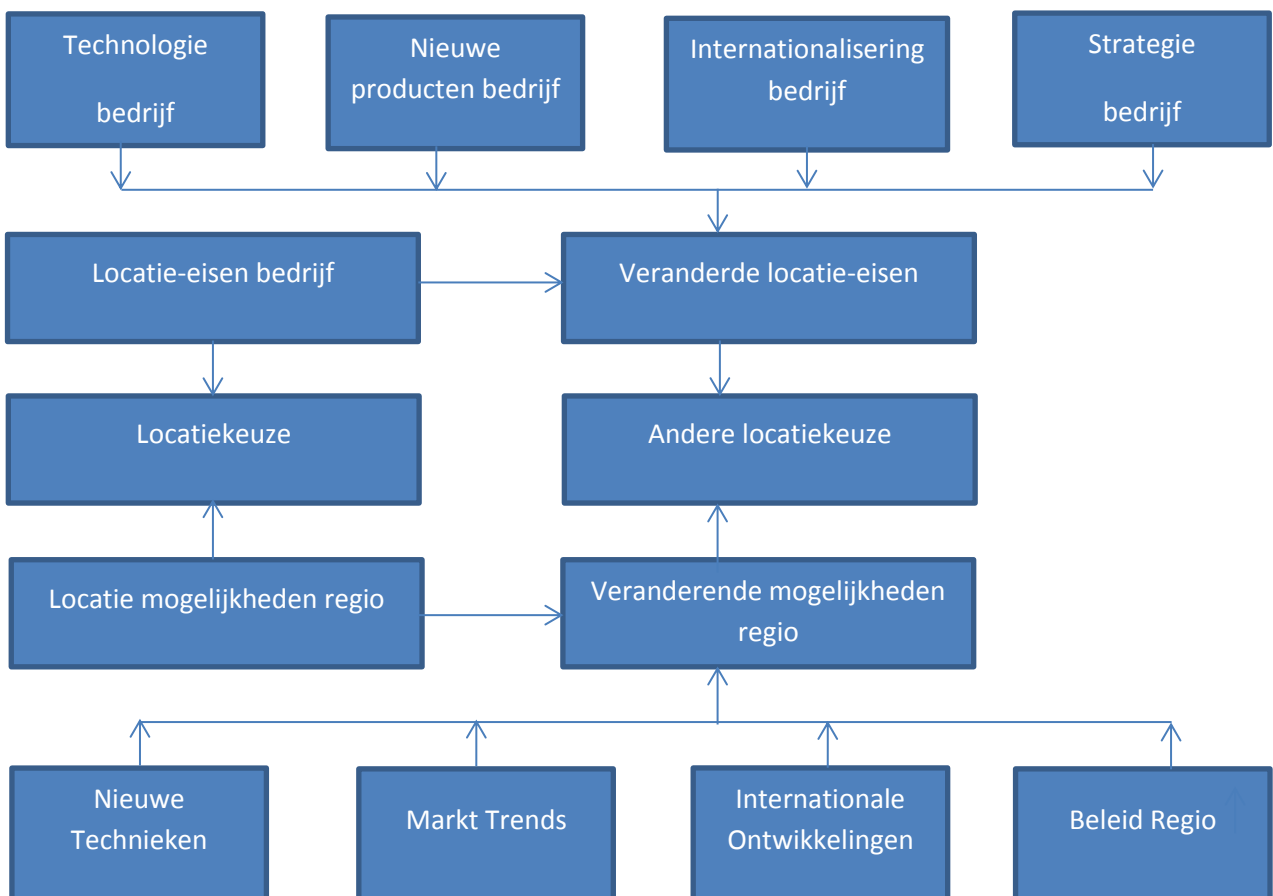 Technologie
bedrijf
Nieuwe
producten bedrijf
Internationalisering
bedrijf
Strategie
bedrijf
Locatie-eisen bedrijf
Veranderde locatie-eisen
Locatiekeuze
Andere locatiekeuze
Locatie mogelijkheden regio
Veranderende mogelijkheden
regio
Nieuwe
Technieken
Markt Trends
Internationale
Ontwikkelingen
Beleid Regio